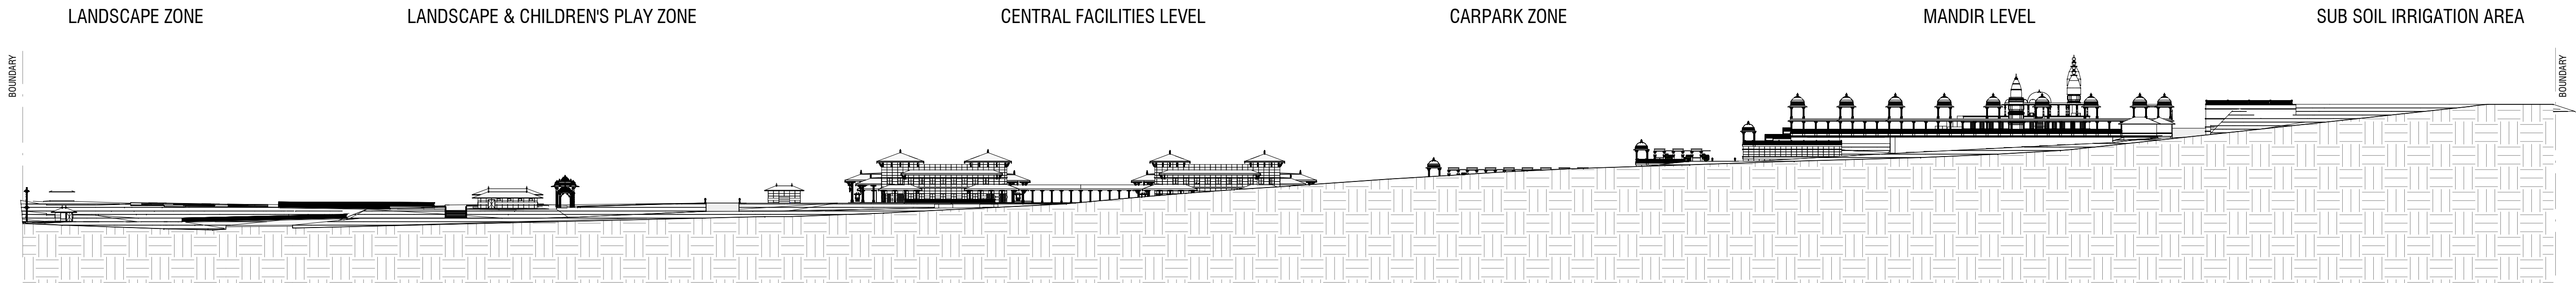 LANDSCAPE ZONE
LANDSCAPE & CHILDREN'S PLAY ZONE
CENTRAL FACILITIES LEVEL
CARPARK ZONE
MANDIR LEVEL
SUB SOIL IRRIGATION AREA
BOUNDARY
BOUNDARY